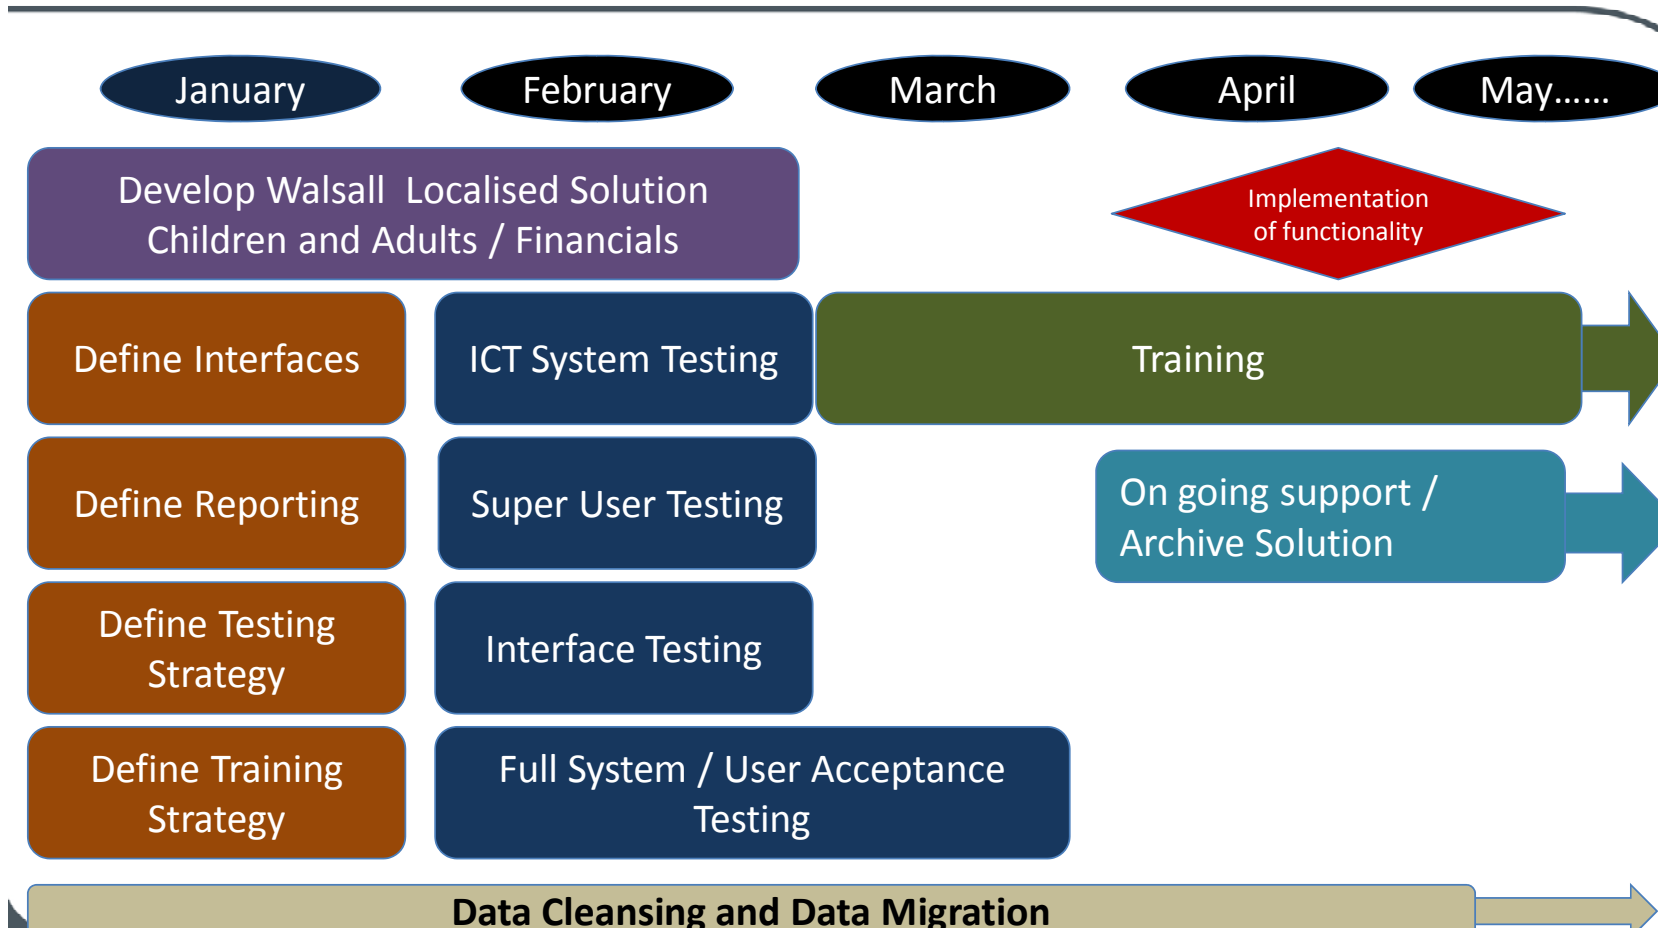 January
February
March
April
May......
Develop Walsall Localised Solution
Children and Adults / Financials
Implementation
of functionality
Define Interfaces
ICT System Testing
Training
Define Reporting
Super User Testing
On going support /
Archive Solution
Define Testing
Strategy
Interface Testing
Define Training
Strategy
Full System / User Acceptance
Testing
Data Cleansing and Data Migration